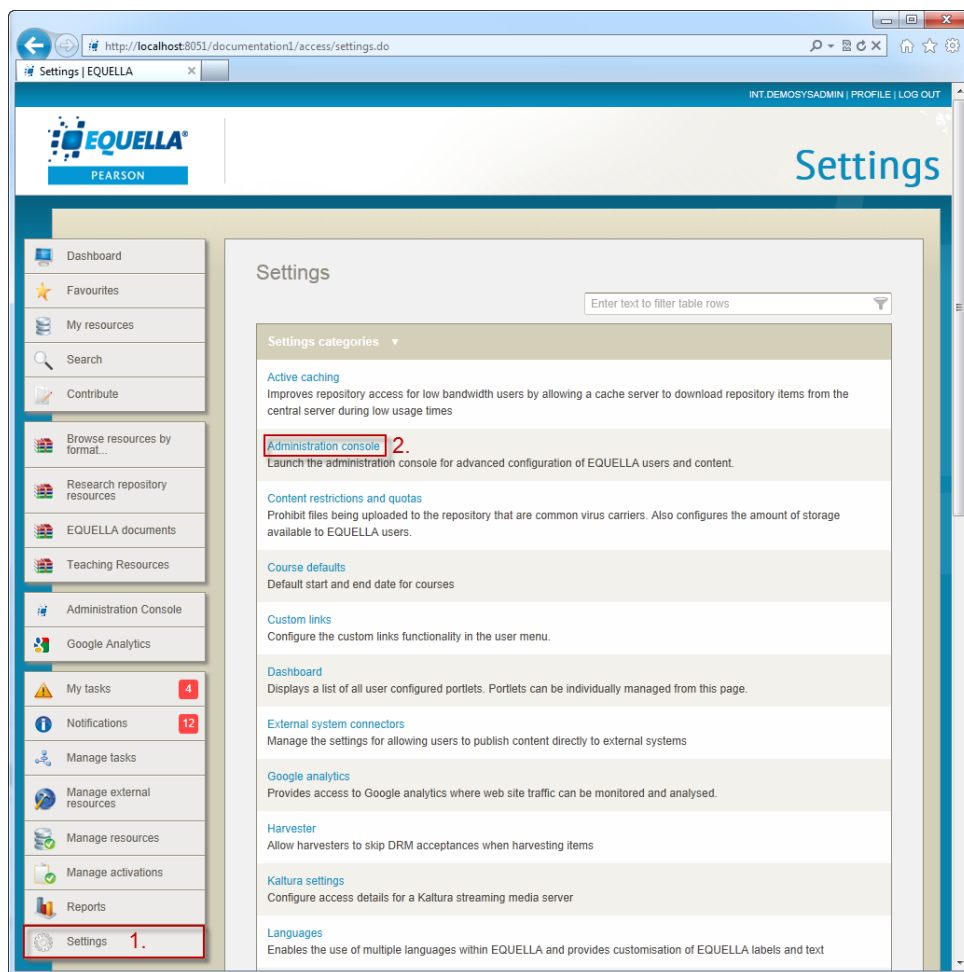 http://localhost:8051/documentation1/access/settings.do
Settings | EQUELLA
INT.DEMOSYSADMIN | PROFILE | LOG OUT
EQUELLA®
PEARSON
Settings
Dashboard
Favourites
My resources
Search
Contribute
Browse resources by
format...
Research repository
resources
EQUELLA documents
Teaching Resources
Administration Console
Google Analytics
My tasks 4
Notifications 12
Manage tasks
Manage external
resources
Manage resources
Manage activations
Reports
Settings 1.
Settings
Enter text to filter table rows
Settings categories
Active caching
Improves repository access for low bandwidth users by allowing a cache server to download repository items from the
central server during low usage times
Administration console 2.
Launch the administration console for advanced configuration of EQUELLA users and content.
Content restrictions and quotas
Prohibit files being uploaded to the repository that are common virus carriers. Also configures the amount of storage
available to EQUELLA users.
Course defaults
Default start and end date for courses
Custom links
Configure the custom links functionality in the user menu.
Dashboard
Displays a list of all user configured portlets. Portlets can be individually managed from this page.
External system connectors
Manage the settings for allowing users to publish content directly to external systems
Google analytics
Provides access to Google analytics where web site traffic can be monitored and analysed.
Harvester
Allow harvesters to skip DRM acceptances when harvesting items
Kaltura settings
Configure access details for a Kaltura streaming media server
Languages
Enables the use of multiple languages within EQUELLA and provides customisation of EQUELLA labels and text